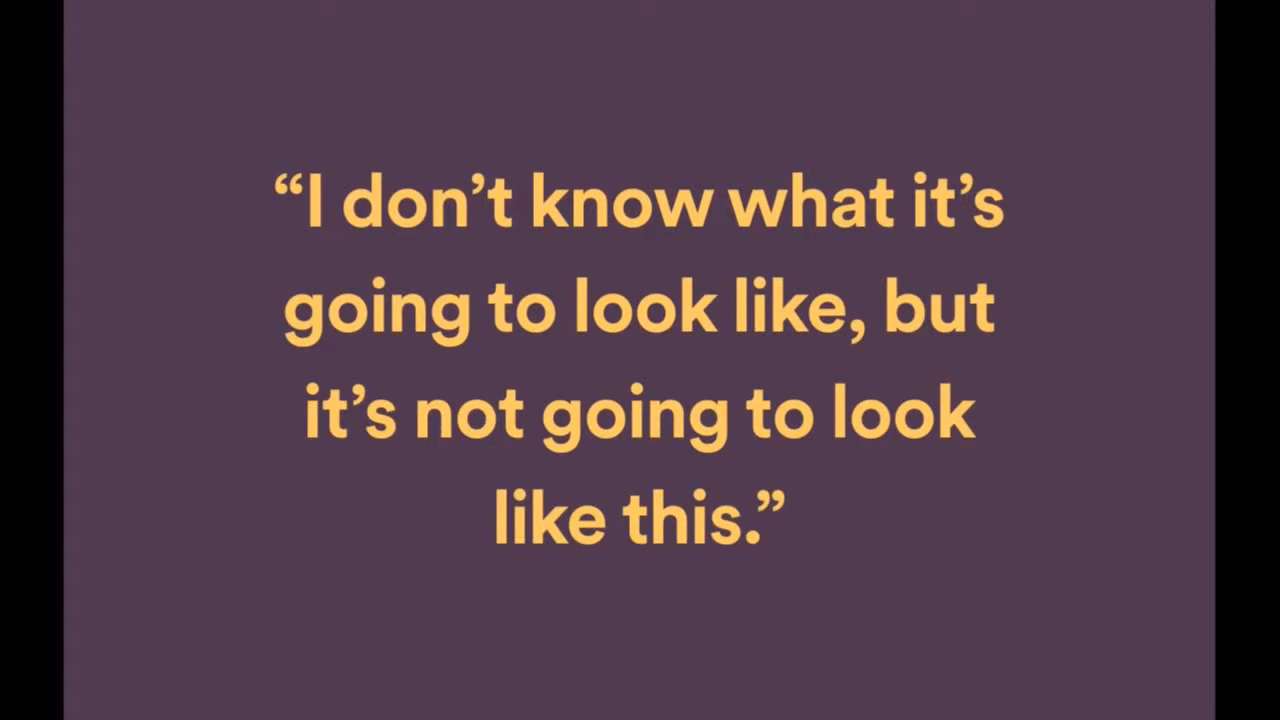 “I don’t know what it’s
going to look like, but
it’s not going to look
like this.”